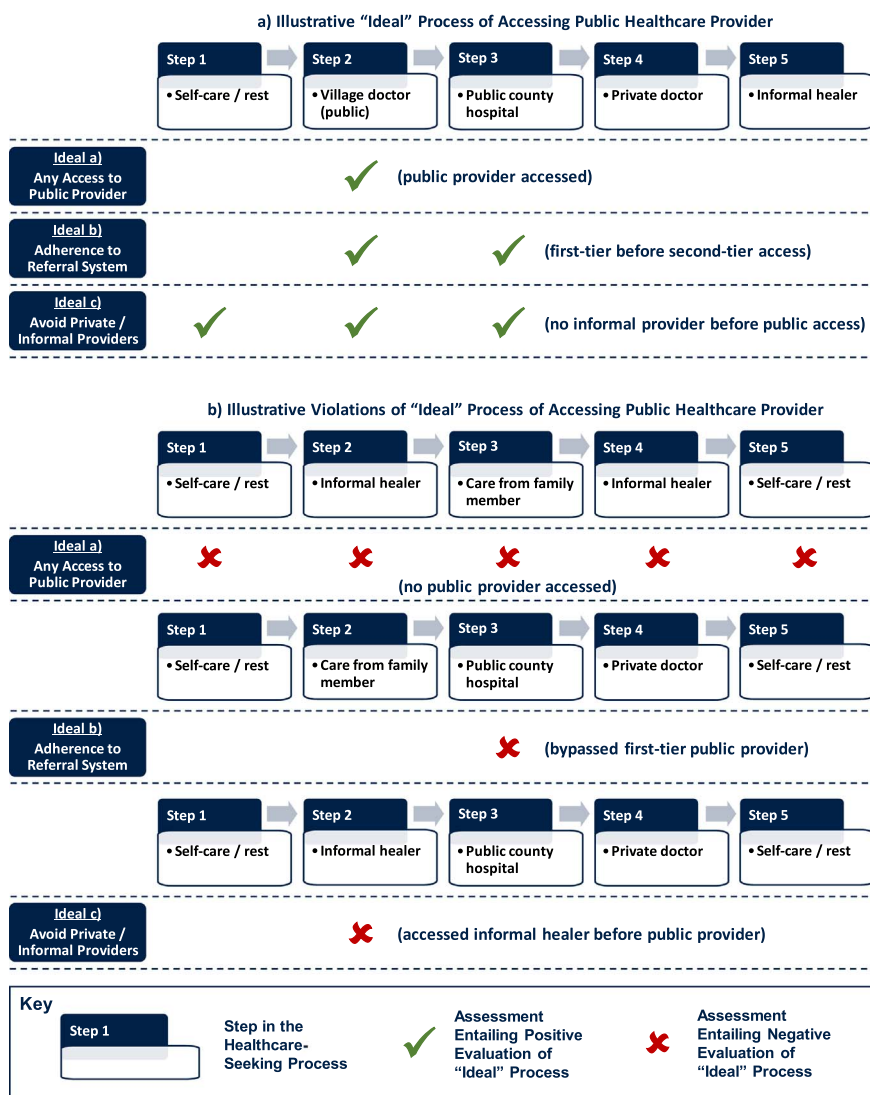 a) Illustrative “Ideal” Process of Accessing Public Healthcare Provider
Step 1
Step 2
Step 3
Step 4
Step 5
• Self-care / rest
• Village doctor
(public)
• Public county
hospital
• Private doctor
• Informal healer
Ideal a)
Any Access to
Public Provider
(public provider accessed)
Ideal b)
Adherence to
Referral System
(first-tier before second-tier access)
Ideal c)
Avoid Private /
Informal Providers
(no informal provider before public access)
b) Illustrative Violations of “Ideal” Process of Accessing Public Healthcare Provider
Step 1
Step 2
Step 3
Step 4
Step 5
• Self-care / rest
• Informal healer
• Care from family
member
• Informal healer
• Self-care / rest
Ideal a)
Any Access to
Public Provider
(no public provider accessed)
Step 1
Step 2
Step 3
Step 4
Step 5
• Self-care / rest
• Care from family
member
• Public county
hospital
• Private doctor
• Self-care / rest
Ideal b)
Adherence to
Referral System
(bypassed first-tier public provider)
Step 1
Step 2
Step 3
Step 4
Step 5
• Self-care / rest
• Informal healer
• Public county
hospital
• Private doctor
• Self-care / rest
Ideal c)
Avoid Private /
Informal Providers
(accessed informal healer before public provider)
Key
Step 1
Step in the
Healthcare-
Seeking Process
Assessment
Entailing Positive
Evaluation of
“Ideal” Process
Assessment
Entailing Negative
Evaluation of
“Ideal” Process